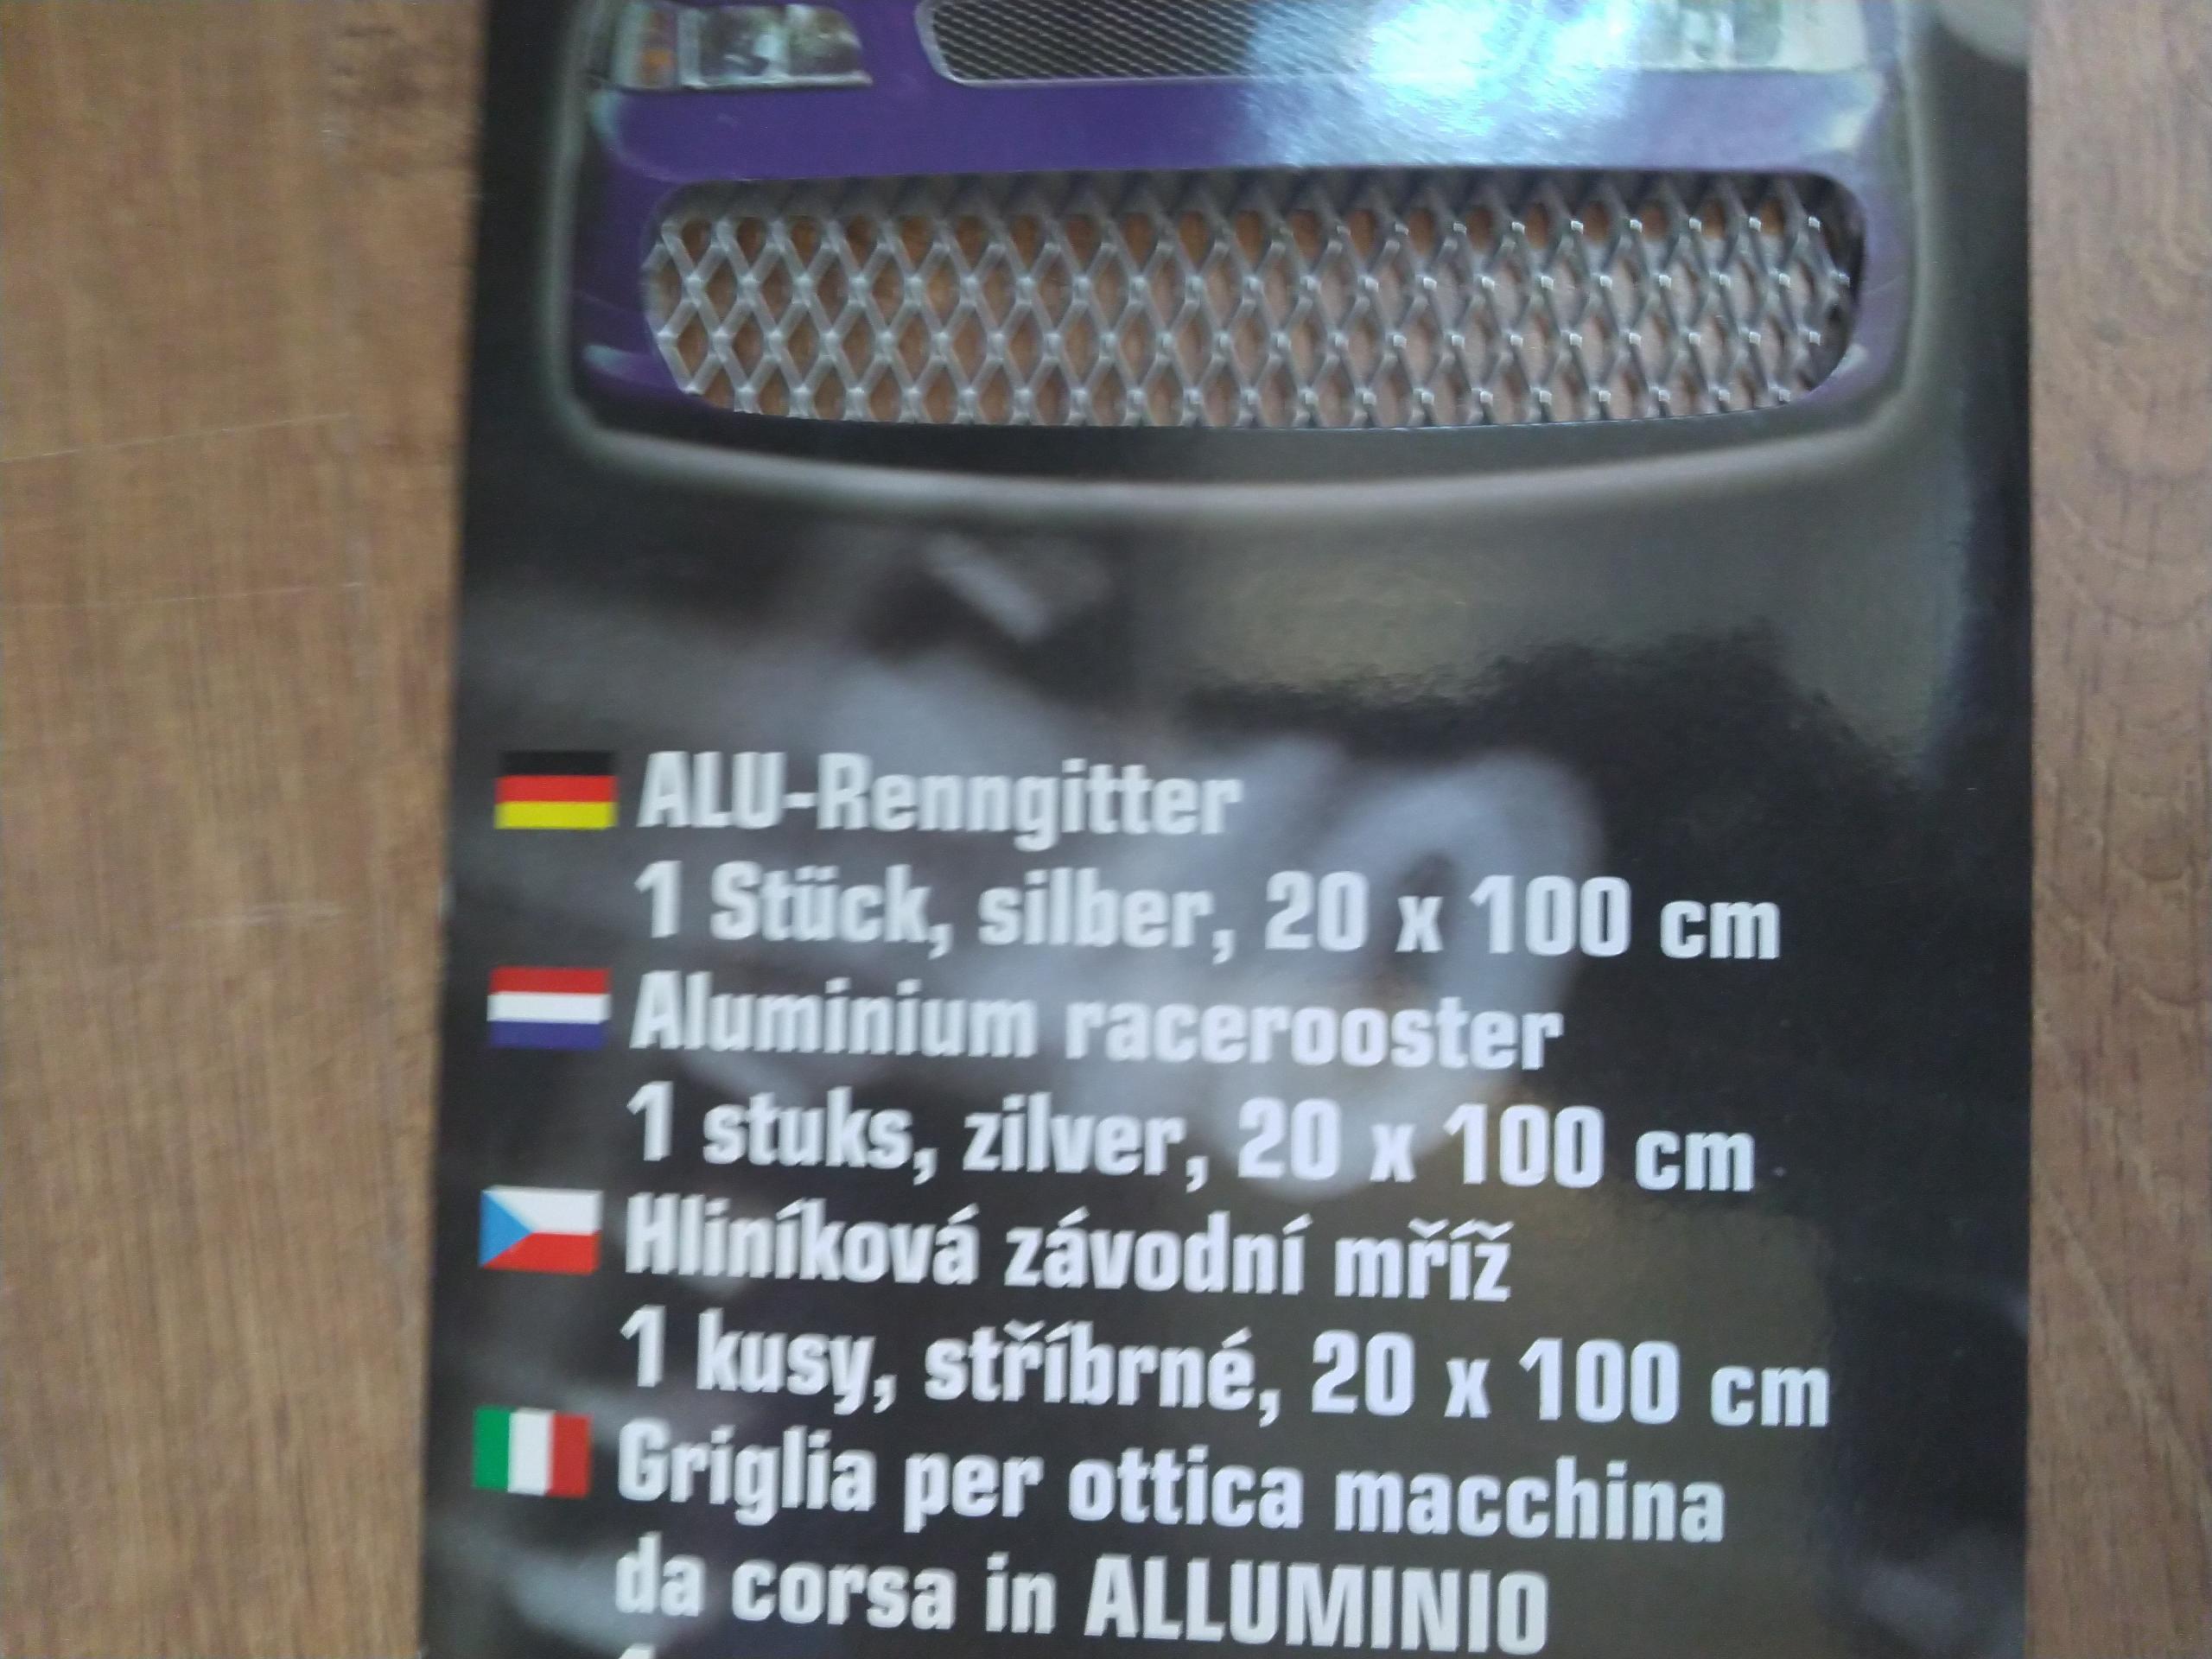 ALU-Renngitter
1 Stück, silber, 20 x 100 cm
Aluminium racerooster
1 stuks, zilver, 20 x 100 cm
Hliníková závodní mříž
1 kusy, stříbrné, 20 x 100 cm
Griglia per ottica macchina
da corsa in ALLUMINIO